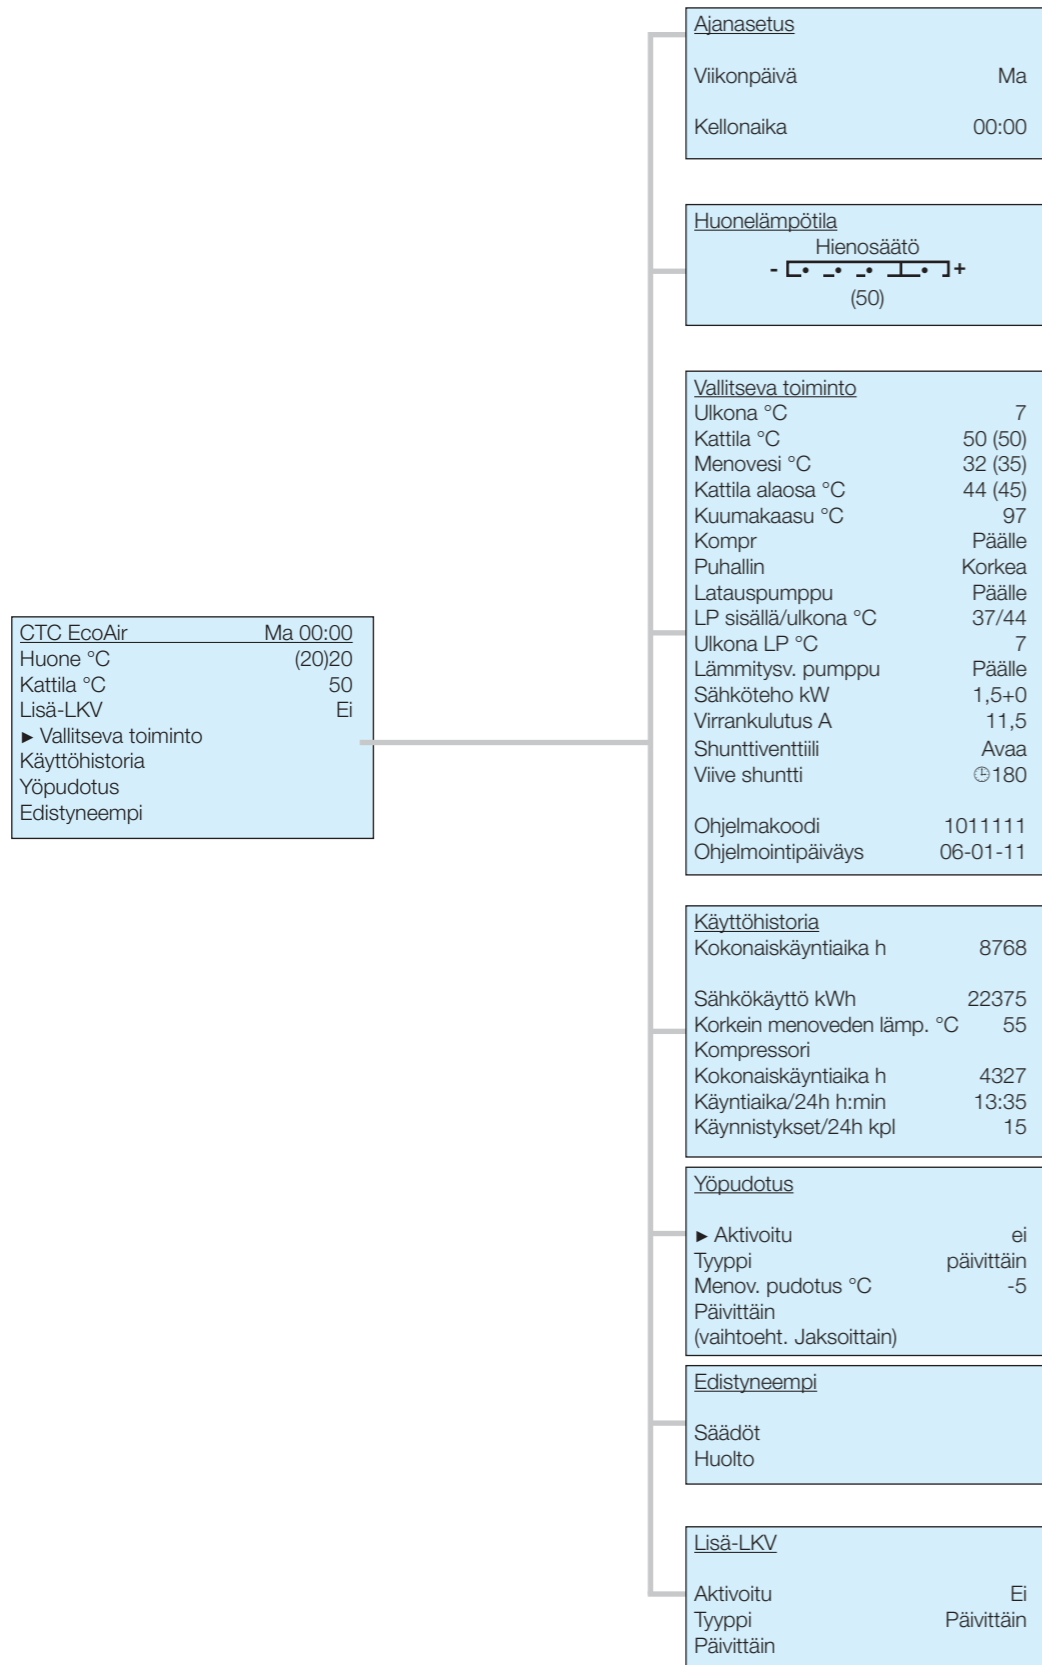 CTC EcoAir Ma 00:00
Huone °C (20)20
Kattila °C 50
Lisä-LKV Ei
► Vallitseva toiminto
Käyttöhistoria
Yöpudotus
Edistyneempi
Ajanasetus
Viikonpäivä Ma
Kellonaika 00:00
Huonelämpötila
Hienosäätö
- +
(50)
Vallitseva toiminto
Ulkona °C 7
Kattila °C 50 (50)
Menovesi °C 32 (35)
Kattila alaosa °C 44 (45)
Kuumakaasu °C 97
Kompr Päälle
Puhallin Korkea
Latauspumppu Päälle
LP sisällä/ulkona °C 37/44
Ulkona LP °C 7
Lämmitysv. pumppu Päälle
Sähköteho kW 1,5+0
Virrankulutus A 11,5
Shunttiventtiili Avaa
Viive shuntti 🕒180
Ohjelmakoodi 1011111
Ohjelmointipäiväys 06-01-11
Käyttöhistoria
Kokonaiskäyntiaika h 8768
Sähkökäyttö kWh 22375
Korkein menoveden lämp. °C 55
Kompressori
Kokonaiskäyntiaika h 4327
Käyntiaika/24h h:min 13:35
Käynnistykset/24h kpl 15
Yöpudotus
► Aktivoitu ei
Tyyppi päivittäin
Menov. pudotus °C -5
Päivittäin
(vaihtoeht. Jaksoittain)
Edistyneempi
Säädöt
Huolto
Lisä-LKV
Aktivoitu Ei
Tyyppi Päivittäin
Päivittäin